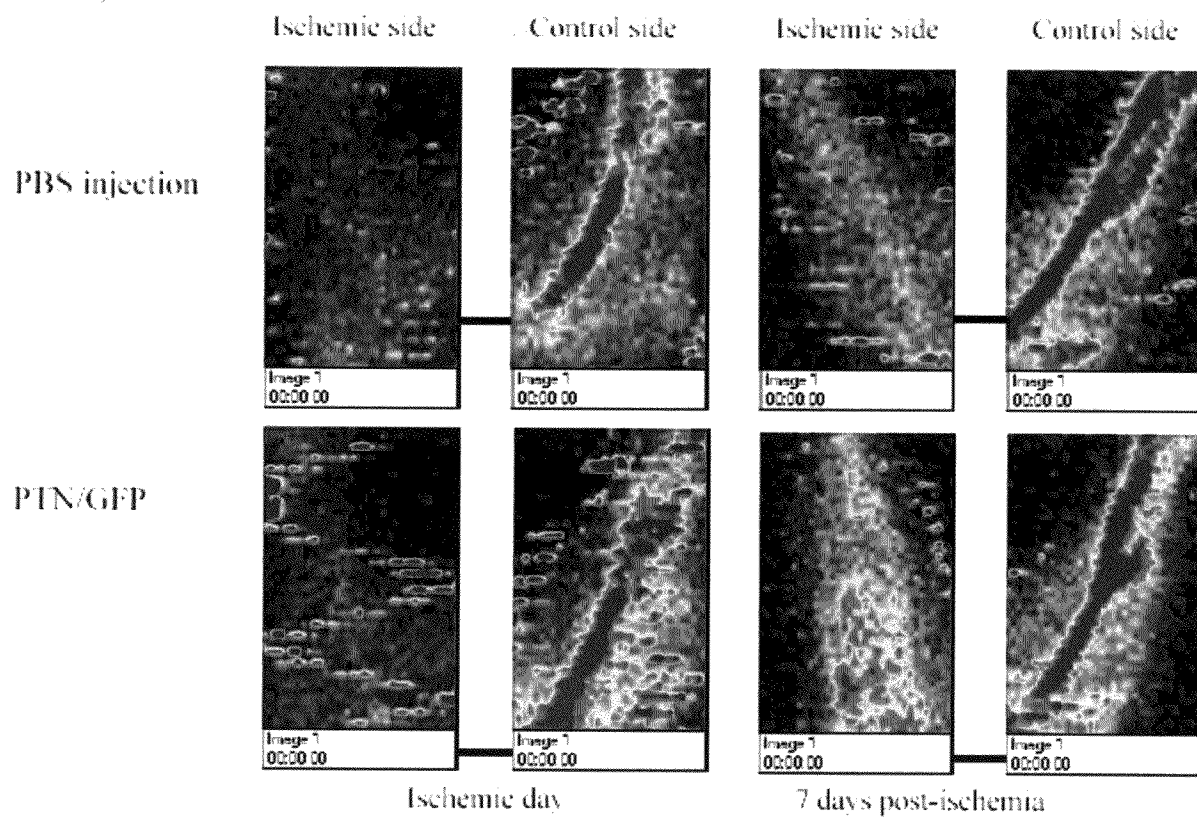 Ischemic side Control side Ischemic side Control side
PBS injection
Image 1 Image 1 Image 1 Image 1
00:00 00 00:00 00 00:00 00 00:00 00
PTN/GFP
Image 1 Image 1 Image 1 Image 1
00:00 00 00:00 00 00:00 00 00:00 00
Ischemic day 7 days post-ischemia